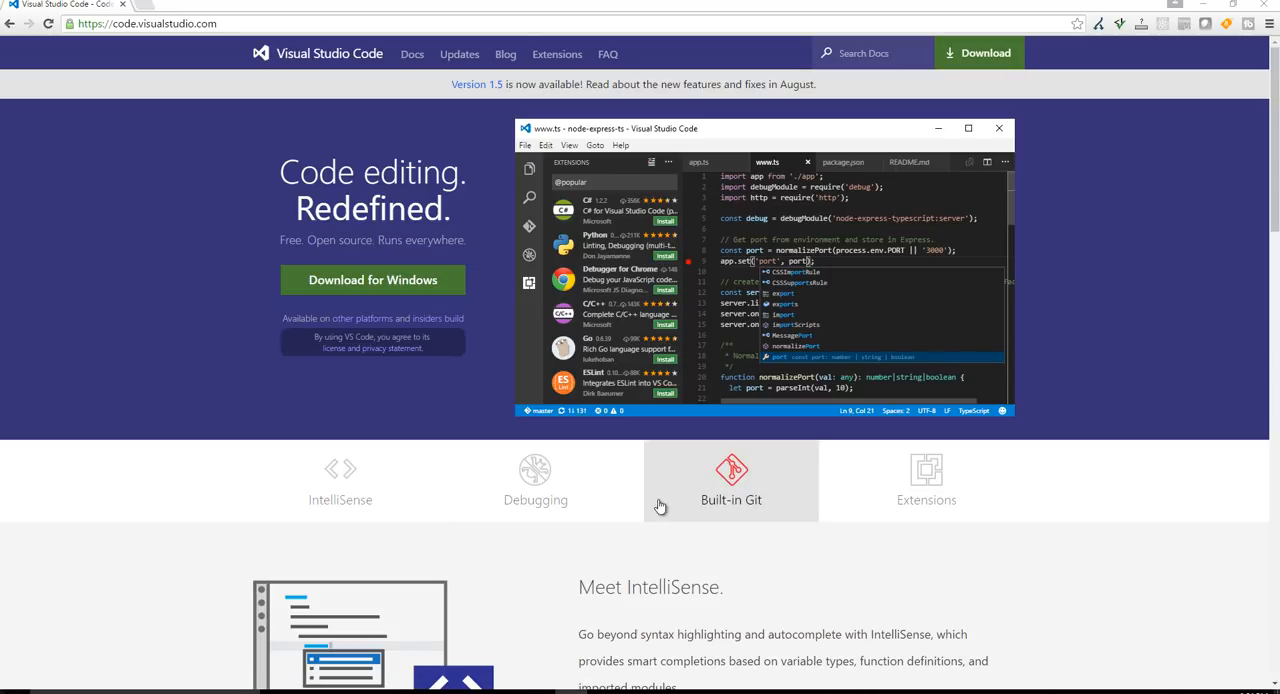 Visual Studio Code - Cod
https://code.visualstudio.com
Visual Studio Code
Docs
Updates
Blog
Extensions
FAQ
Search Docs
Download
Version 1.5 is now available! Read about the new features and fixes in August.
Code editing.
Redefined.
Free. Open source. Runs everywhere.
Download for Windows
Available on other platforms and insiders build
By using VS Code, you agree to its
license and privacy statement.
www.ts - node-express-ts - Visual Studio Code
File Edit View Goto Help
EXTENSIONS
@popular
C# 1.2.2 356K
C# for Visual Studio Code (p...
Microsoft
Install
Python 0.3.24 211K
Linting, Debugging (multi-t...
Don Jayamanne
Install
Debugger for Chrome 148
Debug your JavaScript code...
Microsoft JS Diagno...
Install
C/C++ 0.7.1 143K
Complete C/C++ language ...
Microsoft
Install
Go 0.6.39 99K
Rich Go language support f...
lukehoban
Install
ESLint 0.10... 88K
Integrates ESLint into VS Co...
Dirk Baeumer
Install
app.ts
www.ts
package.json
README.md
1 import app from './app';
2 import debugModule = require('debug');
3 import http = require('http');
4
5 const debug = debugModule('node-express-typescript:server');
6
7 // Get port from environment and store in Express.
8 const port = normalizePort(process.env.PORT || '3000');
9 app.set('port', port);
10
11 // create
12 const ser
13 server.li
14 server.on
15 server.on
16
17 /**
18 * Normal
19 */
20 function normalizePort(val: any): number|string|boolean {
21 let port = parseInt(val, 10);
22
CSSImportRule
CSSSupportsRule
export
exports
import
importScripts
MessagePort
normalizePort
port const port: number | string | boolean
master
1↓ 13↑
0 0
Ln 9, Col 21
Spaces: 2
UTF-8
LF
TypeScript
IntelliSense
Debugging
Built-in Git
Extensions
Meet IntelliSense.
Go beyond syntax highlighting and autocomplete with IntelliSense, which
provides smart completions based on variable types, function definitions, and
imported modules.